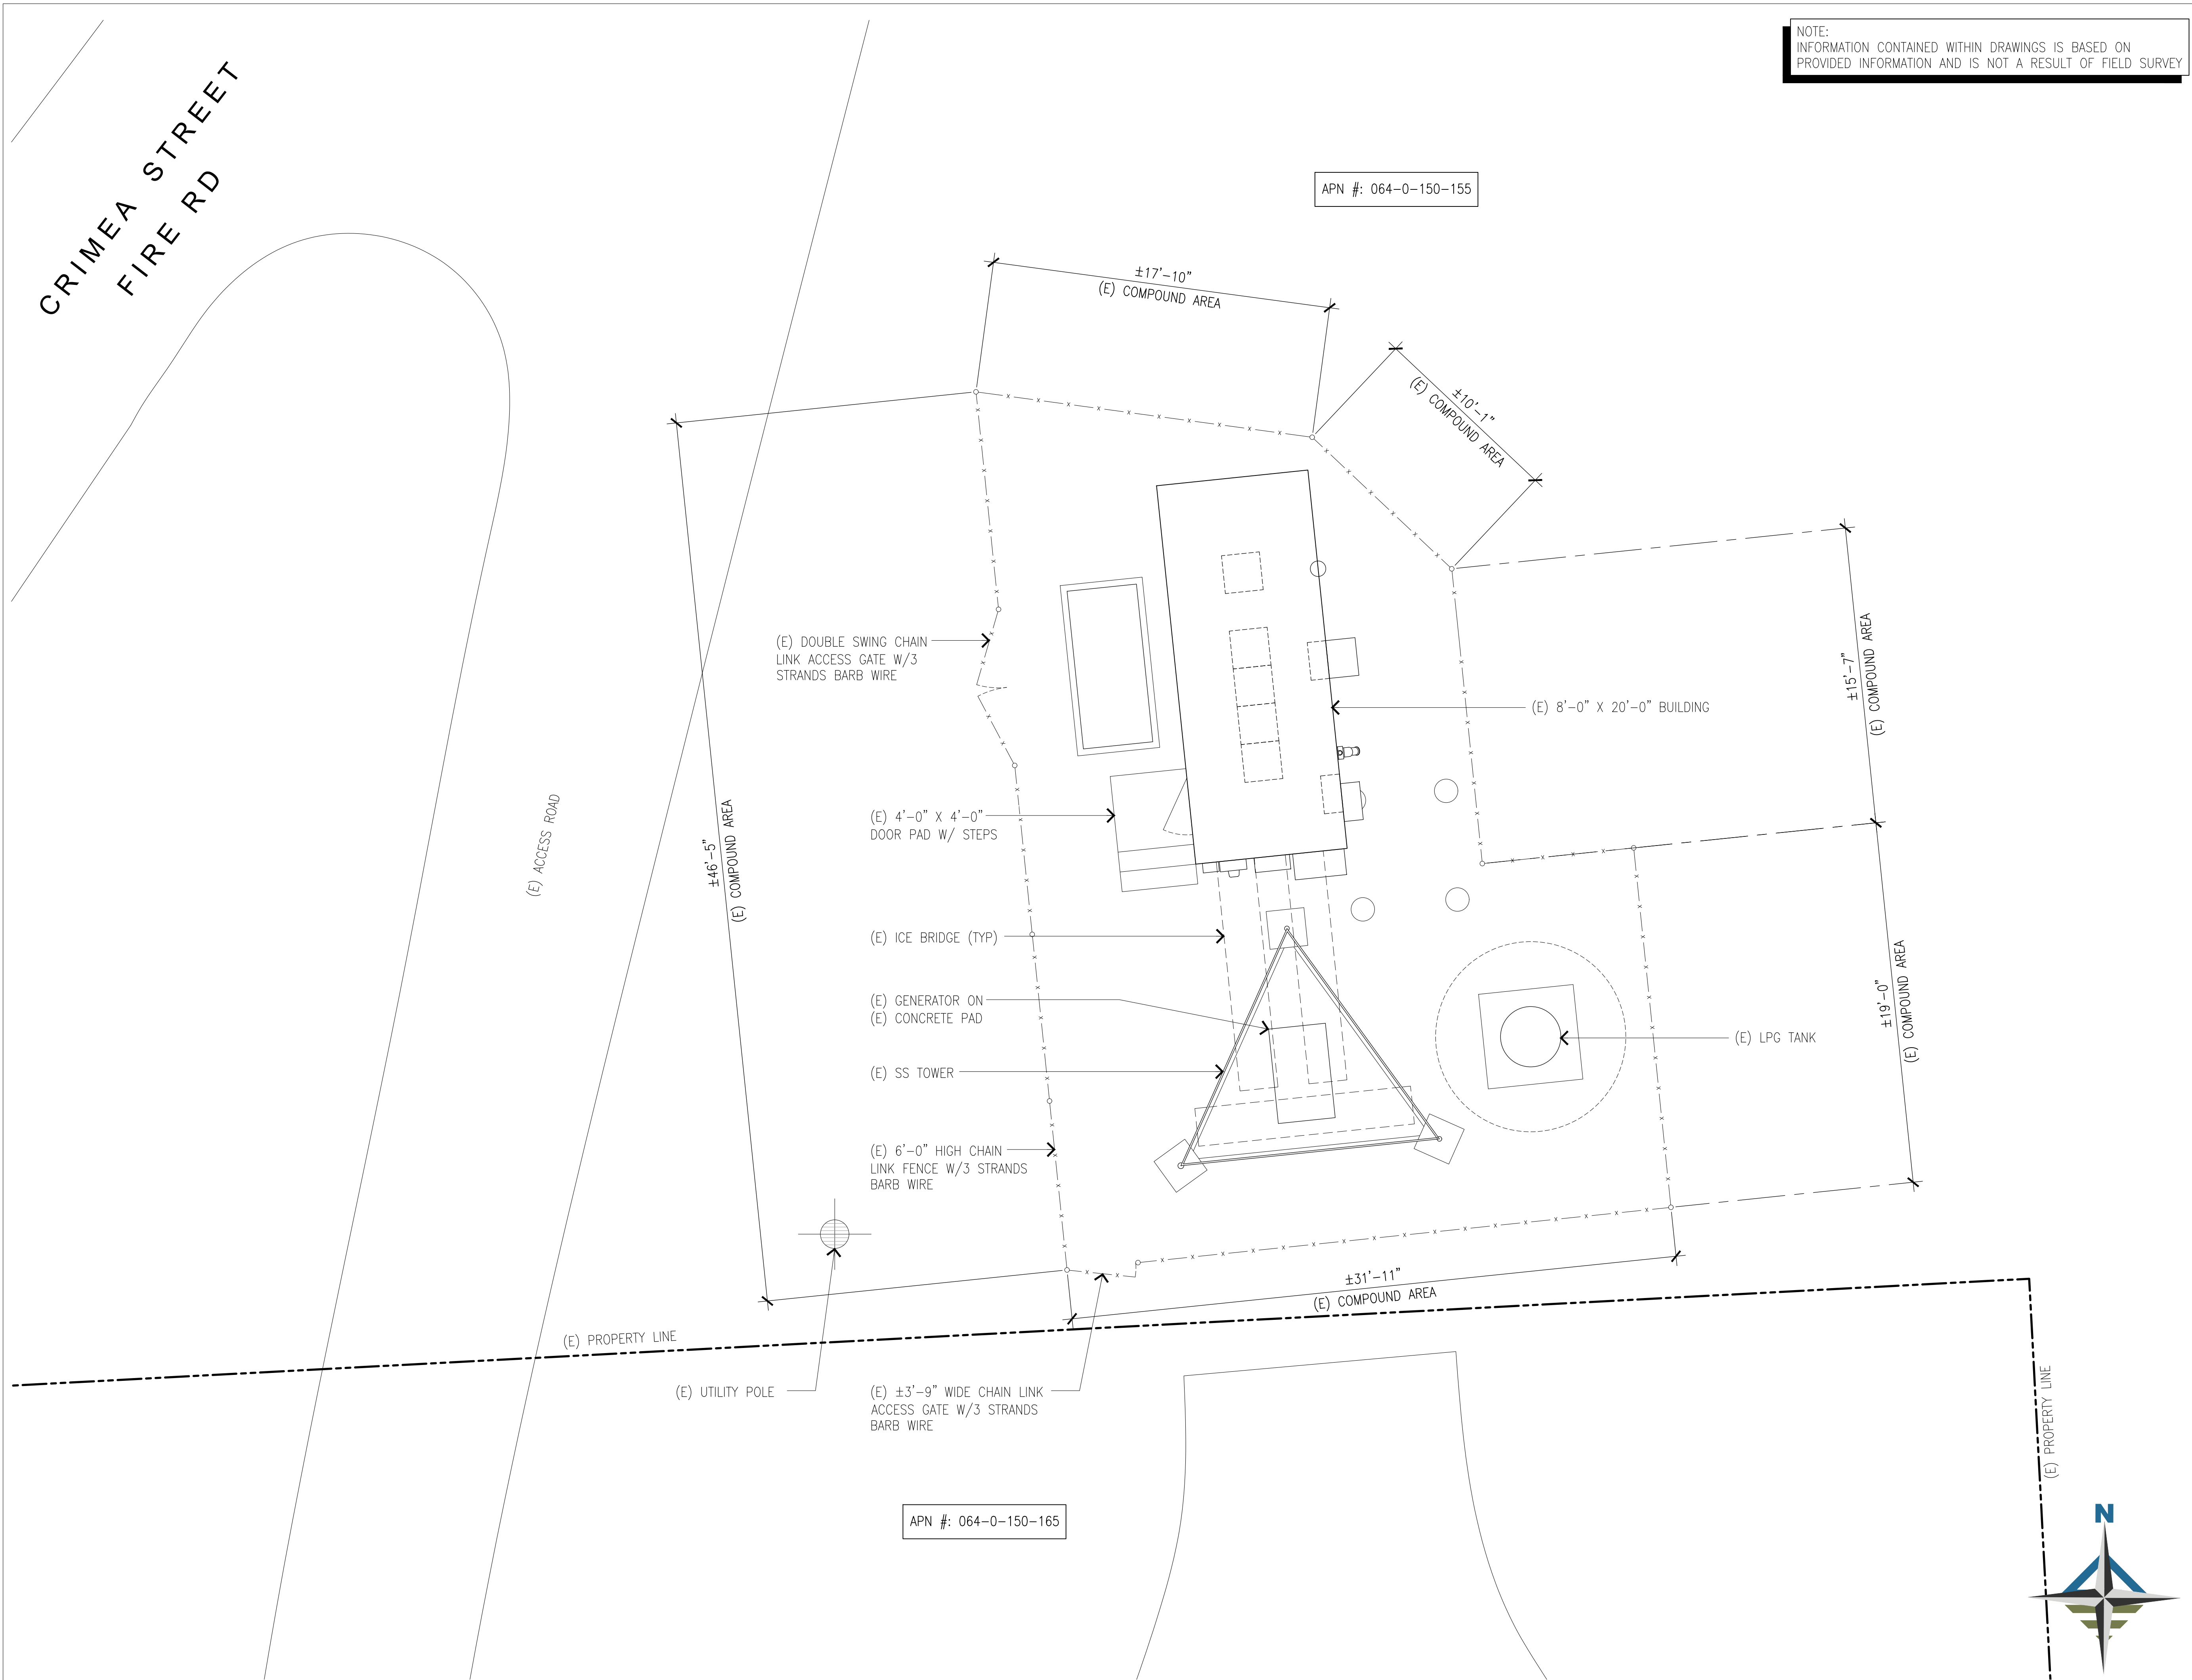 NOTE:
INFORMATION CONTAINED WITHIN DRAWINGS IS BASED ON
PROVIDED INFORMATION AND IS NOT A RESULT OF FIELD SURVEY
CRIMEA STREET
FIRE RD
APN #: 064-0-150-155
±17'-10"
(E) COMPOUND AREA
±10'-1"
(E) COMPOUND AREA
(E) DOUBLE SWING CHAIN
LINK ACCESS GATE W/3
STRANDS BARB WIRE
±15'-7"
(E) COMPOUND AREA
(E) 8'-0" X 20'-0" BUILDING
(E) ACCESS ROAD
±46'-5"
(E) COMPOUND AREA
(E) 4'-0" X 4'-0"
DOOR PAD W/ STEPS
(E) ICE BRIDGE (TYP)
(E) GENERATOR ON
(E) CONCRETE PAD
±19'-0"
(E) COMPOUND AREA
(E) LPG TANK
(E) SS TOWER
(E) 6'-0" HIGH CHAIN
LINK FENCE W/3 STRANDS
BARB WIRE
±31'-11"
(E) COMPOUND AREA
(E) PROPERTY LINE
(E) UTILITY POLE
(E) ±3'-9" WIDE CHAIN LINK
ACCESS GATE W/3 STRANDS
BARB WIRE
(E) PROPERTY LINE
APN #: 064-0-150-165
N